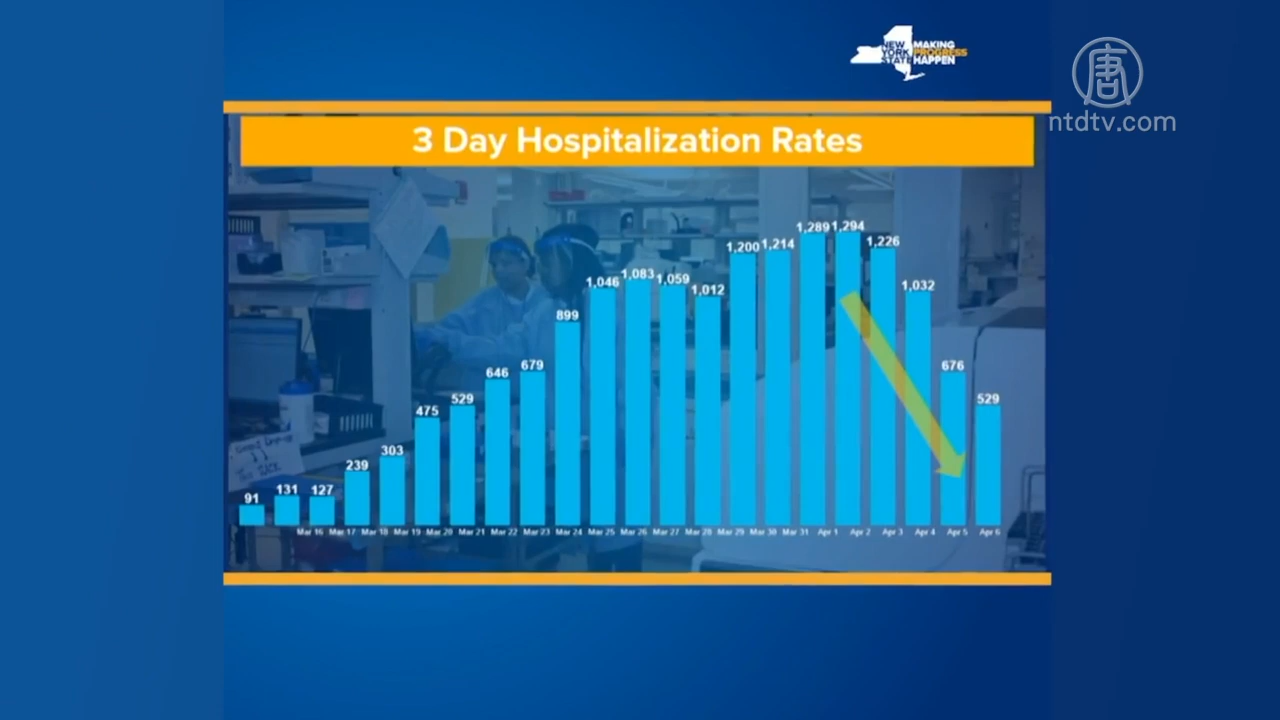 NEW
YORK
STATE
MAKING
PROGRESS
HAPPEN
唐
ntdtv.com
3 Day Hospitalization Rates
91 131 127 239 303 475 529 646 679 899 1,046 1,083 1,059 1,012 1,200 1,214 1,289 1,294 1,226 1,032 676 529
Mar 16 Mar 17 Mar 18 Mar 19 Mar 20 Mar 21 Mar 22 Mar 23 Mar 24 Mar 25 Mar 26 Mar 27 Mar 28 Mar 29 Mar 30 Mar 31 Apr 1 Apr 2 Apr 3 Apr 4 Apr 5 Apr 6